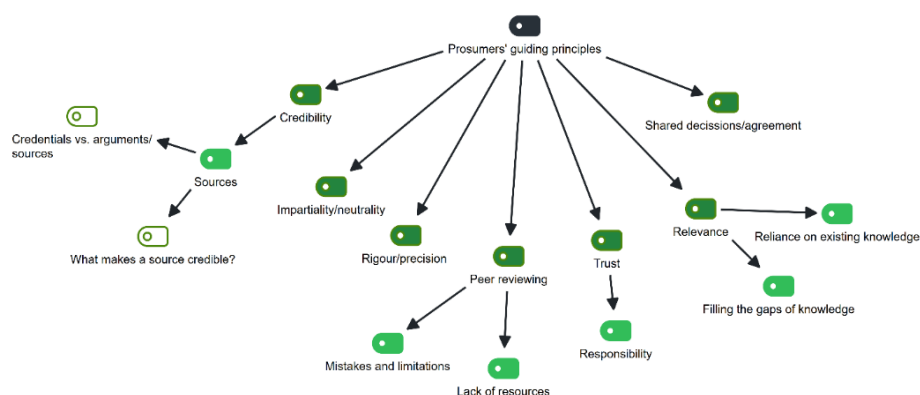 Prosumers' guiding principles
Credibility
Shared decissions/agreement
Credentials vs. arguments/
sources
Sources
Impartiality/neutrality
Relevance
Reliance on existing knowledge
What makes a source credible?
Rigour/precision
Trust
Peer reviewing
Filling the gaps of knowledge
Responsibility
Mistakes and limitations
Lack of resources